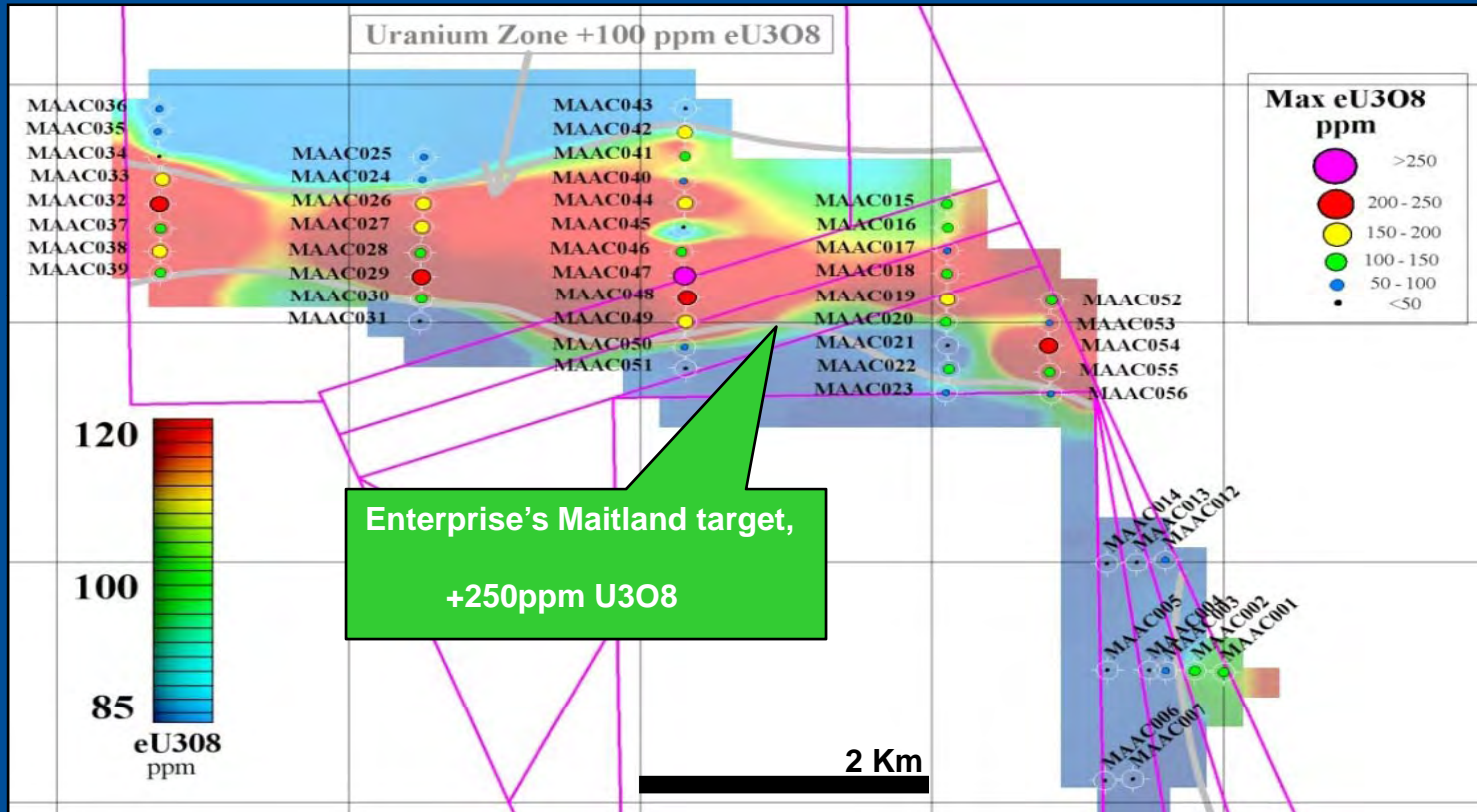 Uranium Zone +100 ppm eU3O8
MAAC036
MAAC035
MAAC034
MAAC033
MAAC032
MAAC037
MAAC038
MAAC039
MAAC025
MAAC024
MAAC026
MAAC027
MAAC028
MAAC029
MAAC030
MAAC031
MAAC043
MAAC042
MAAC041
MAAC040
MAAC044
MAAC045
MAAC046
MAAC047
MAAC048
MAAC049
MAAC050
MAAC051
MAAC015
MAAC016
MAAC017
MAAC018
MAAC019
MAAC020
MAAC021
MAAC022
MAAC023
MAAC052
MAAC053
MAAC054
MAAC055
MAAC056
Max eU3O8
ppm
>250
200 - 250
150 - 200
100 - 150
50 - 100
<50
120
100
85
eU308
ppm
Enterprise's Maitland target,
+250ppm U3O8
MAAC014
MAAC013
MAAC012
MAAC005
MAAC004
MAAC003
MAAC002
MAAC001
MAAC006
MAAC007
2 Km